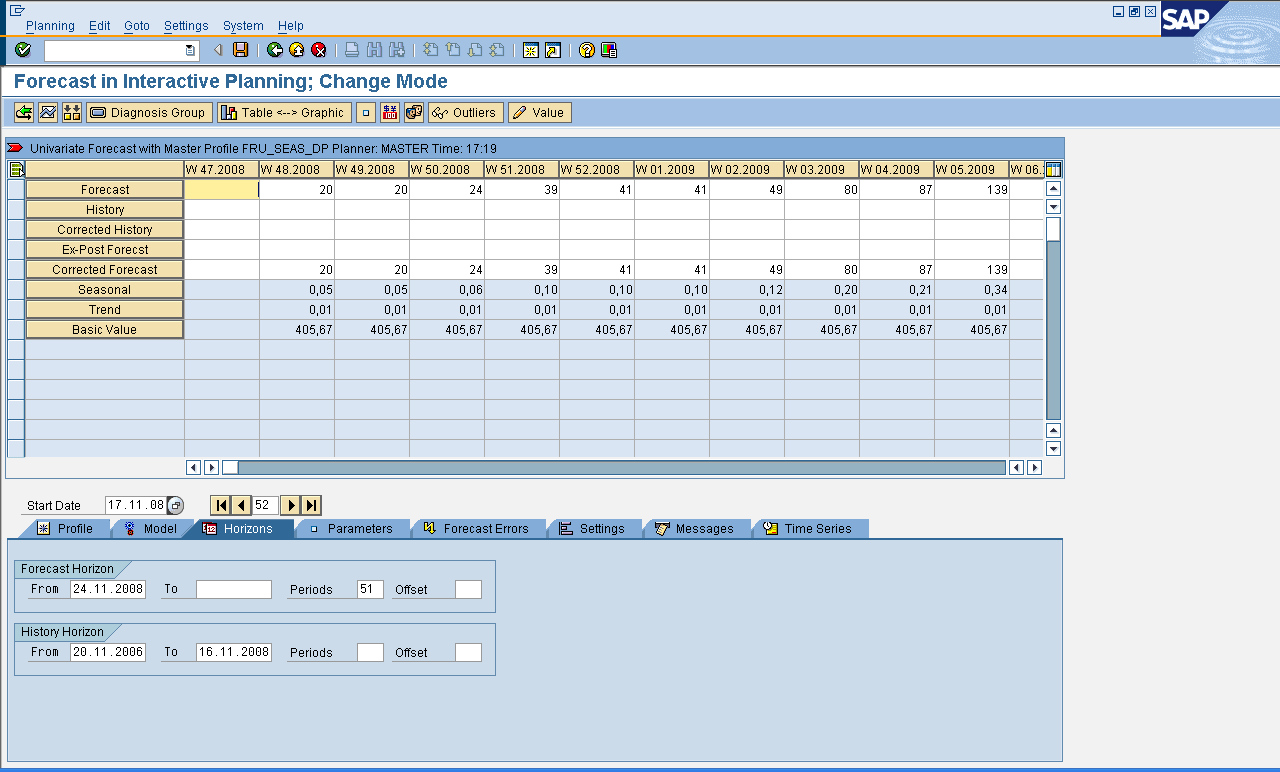 Planning Edit Goto Settings System Help
SAP
Forecast in Interactive Planning; Change Mode
Diagnosis Group Table <--> Graphic Outliers Value
Univariate Forecast with Master Profile FRU_SEAS_DP Planner: MASTER Time: 17:19
W 47.2008 W 48.2008 W 49.2008 W 50.2008 W 51.2008 W 52.2008 W 01.2009 W 02.2009 W 03.2009 W 04.2009 W 05.2009 W 06.
Forecast 20 20 24 39 41 41 49 80 87 139
History
Corrected History
Ex-Post Forecst
Corrected Forecast 20 20 24 39 41 41 49 80 87 139
Seasonal 0,05 0,05 0,06 0,10 0,10 0,10 0,12 0,20 0,21 0,34
Trend 0,01 0,01 0,01 0,01 0,01 0,01 0,01 0,01 0,01 0,01
Basic Value 405,67 405,67 405,67 405,67 405,67 405,67 405,67 405,67 405,67 405,67
Start Date 17.11.08 52
Profile Model Horizons Parameters Forecast Errors Settings Messages Time Series
Forecast Horizon
From 24.11.2008 To Periods 51 Offset
History Horizon
From 20.11.2006 To 16.11.2008 Periods Offset